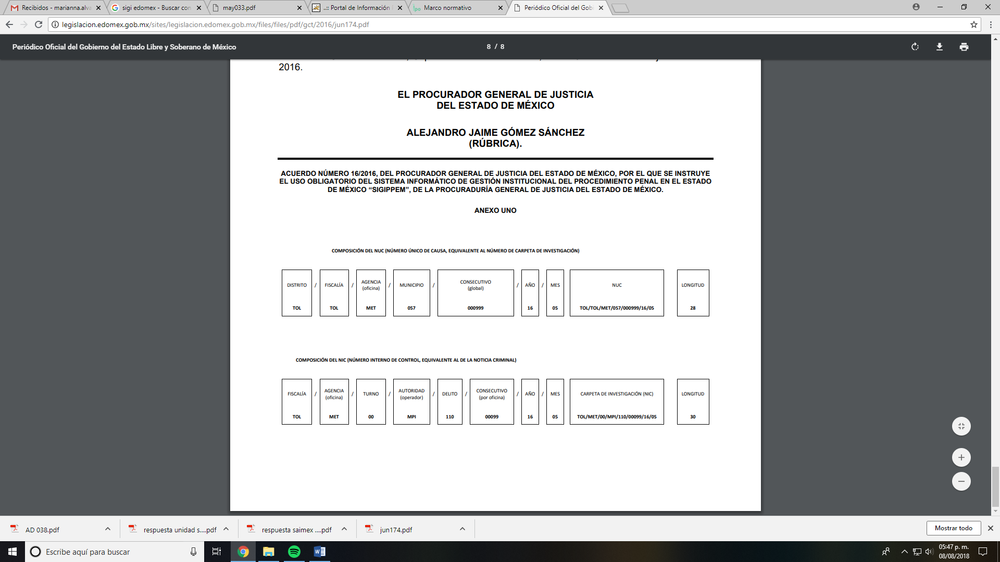 Recibidos - marianna.alva
sigi edomex - Buscar con
may033.pdf
..:: Portal de Información
ipo Marco normativo
Periódico Oficial del Gob
legislacion.edomex.gob.mx/sites/legislacion.edomex.gob.mx/files/files/pdf/gct/2016/jun174.pdf
Periódico Oficial del Gobierno del Estado Libre y Soberano de México
8 / 8
2016.
EL PROCURADOR GENERAL DE JUSTICIA
DEL ESTADO DE MÉXICO
ALEJANDRO JAIME GÓMEZ SÁNCHEZ
(RÚBRICA).
ACUERDO NÚMERO 16/2016, DEL PROCURADOR GENERAL DE JUSTICIA DEL ESTADO DE MÉXICO, POR EL QUE SE INSTRUYE
EL USO OBLIGATORIO DEL SISTEMA INFORMÁTICO DE GESTIÓN INSTITUCIONAL DEL PROCEDIMIENTO PENAL EN EL ESTADO
DE MÉXICO “SIGIPPEM”, DE LA PROCURADURÍA GENERAL DE JUSTICIA DEL ESTADO DE MÉXICO.
ANEXO UNO
COMPOSICIÓN DEL NUC (NÚMERO ÚNICO DE CAUSA, EQUIVALENTE AL NÚMERO DE CARPETA DE INVESTIGACIÓN)
DISTRITO / FISCALÍA / AGENCIA (oficina) / MUNICIPIO / CONSECUTIVO (global) / AÑO / MES NUC LONGITUD
TOL TOL MET 057 000999 16 05 TOL/TOL/MET/057/000999/16/05 28
COMPOSICIÓN DEL NIC (NÚMERO INTERNO DE CONTROL, EQUIVALENTE AL DE LA NOTICIA CRIMINAL)
FISCALÍA / AGENCIA (oficina) / TURNO / AUTORIDAD (operador) / DELITO / CONSECUTIVO (por oficina) / AÑO / MES CARPETA DE INVESTIGACIÓN (NIC) LONGITUD
TOL MET 00 MPI 110 00099 16 05 TOL/MET/00/MPI/110/00099/16/05 30
AD 038.pdf
respuesta unidad s....pdf
respuesta saimex ....pdf
jun174.pdf
Mostrar todo
Escribe aquí para buscar
05:47 p. m.
08/08/2018